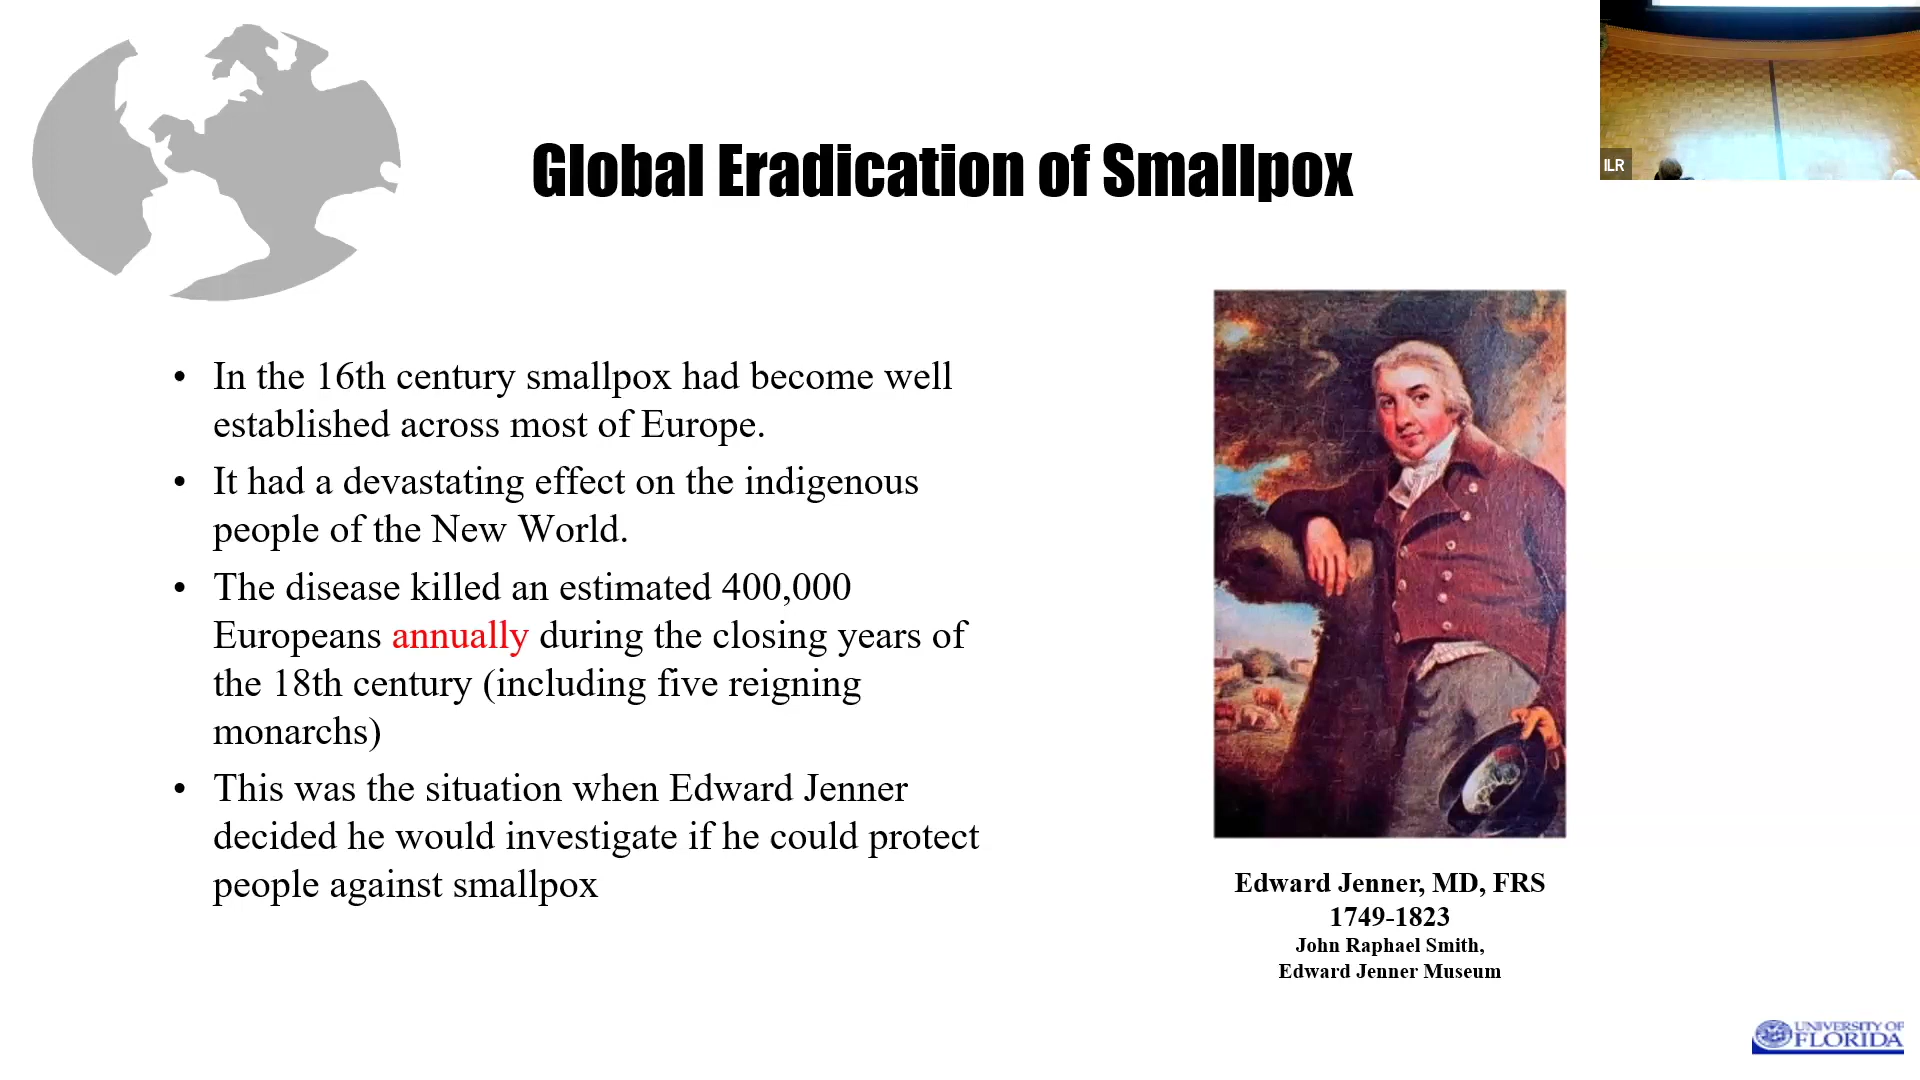 Global Eradication of Smallpox
ILR
• In the 16th century smallpox had become well
established across most of Europe.
• It had a devastating effect on the indigenous
people of the New World.
• The disease killed an estimated 400,000
Europeans annually during the closing years of
the 18th century (including five reigning
monarchs)
• This was the situation when Edward Jenner
decided he would investigate if he could protect
people against smallpox
Edward Jenner, MD, FRS
1749-1823
John Raphael Smith,
Edward Jenner Museum
UNIVERSITY OF
FLORIDA